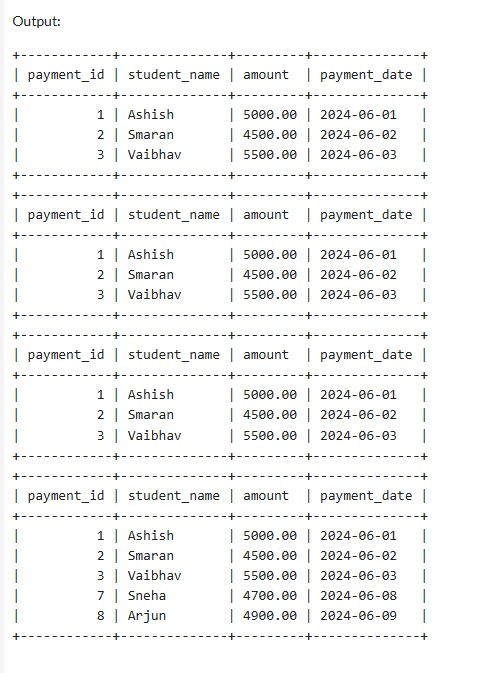 Output:
+------------+--------------+---------+--------------+
| payment_id | student_name | amount  | payment_date |
+------------+--------------+---------+--------------+
|          1 | Ashish       | 5000.00 | 2024-06-01   |
|          2 | Smaran       | 4500.00 | 2024-06-02   |
|          3 | Vaibhav      | 5500.00 | 2024-06-03   |
+------------+--------------+---------+--------------+
+------------+--------------+---------+--------------+
| payment_id | student_name | amount  | payment_date |
+------------+--------------+---------+--------------+
|          1 | Ashish       | 5000.00 | 2024-06-01   |
|          2 | Smaran       | 4500.00 | 2024-06-02   |
|          3 | Vaibhav      | 5500.00 | 2024-06-03   |
+------------+--------------+---------+--------------+
+------------+--------------+---------+--------------+
| payment_id | student_name | amount  | payment_date |
+------------+--------------+---------+--------------+
|          1 | Ashish       | 5000.00 | 2024-06-01   |
|          2 | Smaran       | 4500.00 | 2024-06-02   |
|          3 | Vaibhav      | 5500.00 | 2024-06-03   |
+------------+--------------+---------+--------------+
+------------+--------------+---------+--------------+
| payment_id | student_name | amount  | payment_date |
+------------+--------------+---------+--------------+
|          1 | Ashish       | 5000.00 | 2024-06-01   |
|          2 | Smaran       | 4500.00 | 2024-06-02   |
|          3 | Vaibhav      | 5500.00 | 2024-06-03   |
|          7 | Sneha        | 4700.00 | 2024-06-08   |
|          8 | Arjun        | 4900.00 | 2024-06-09   |
+------------+--------------+---------+--------------+